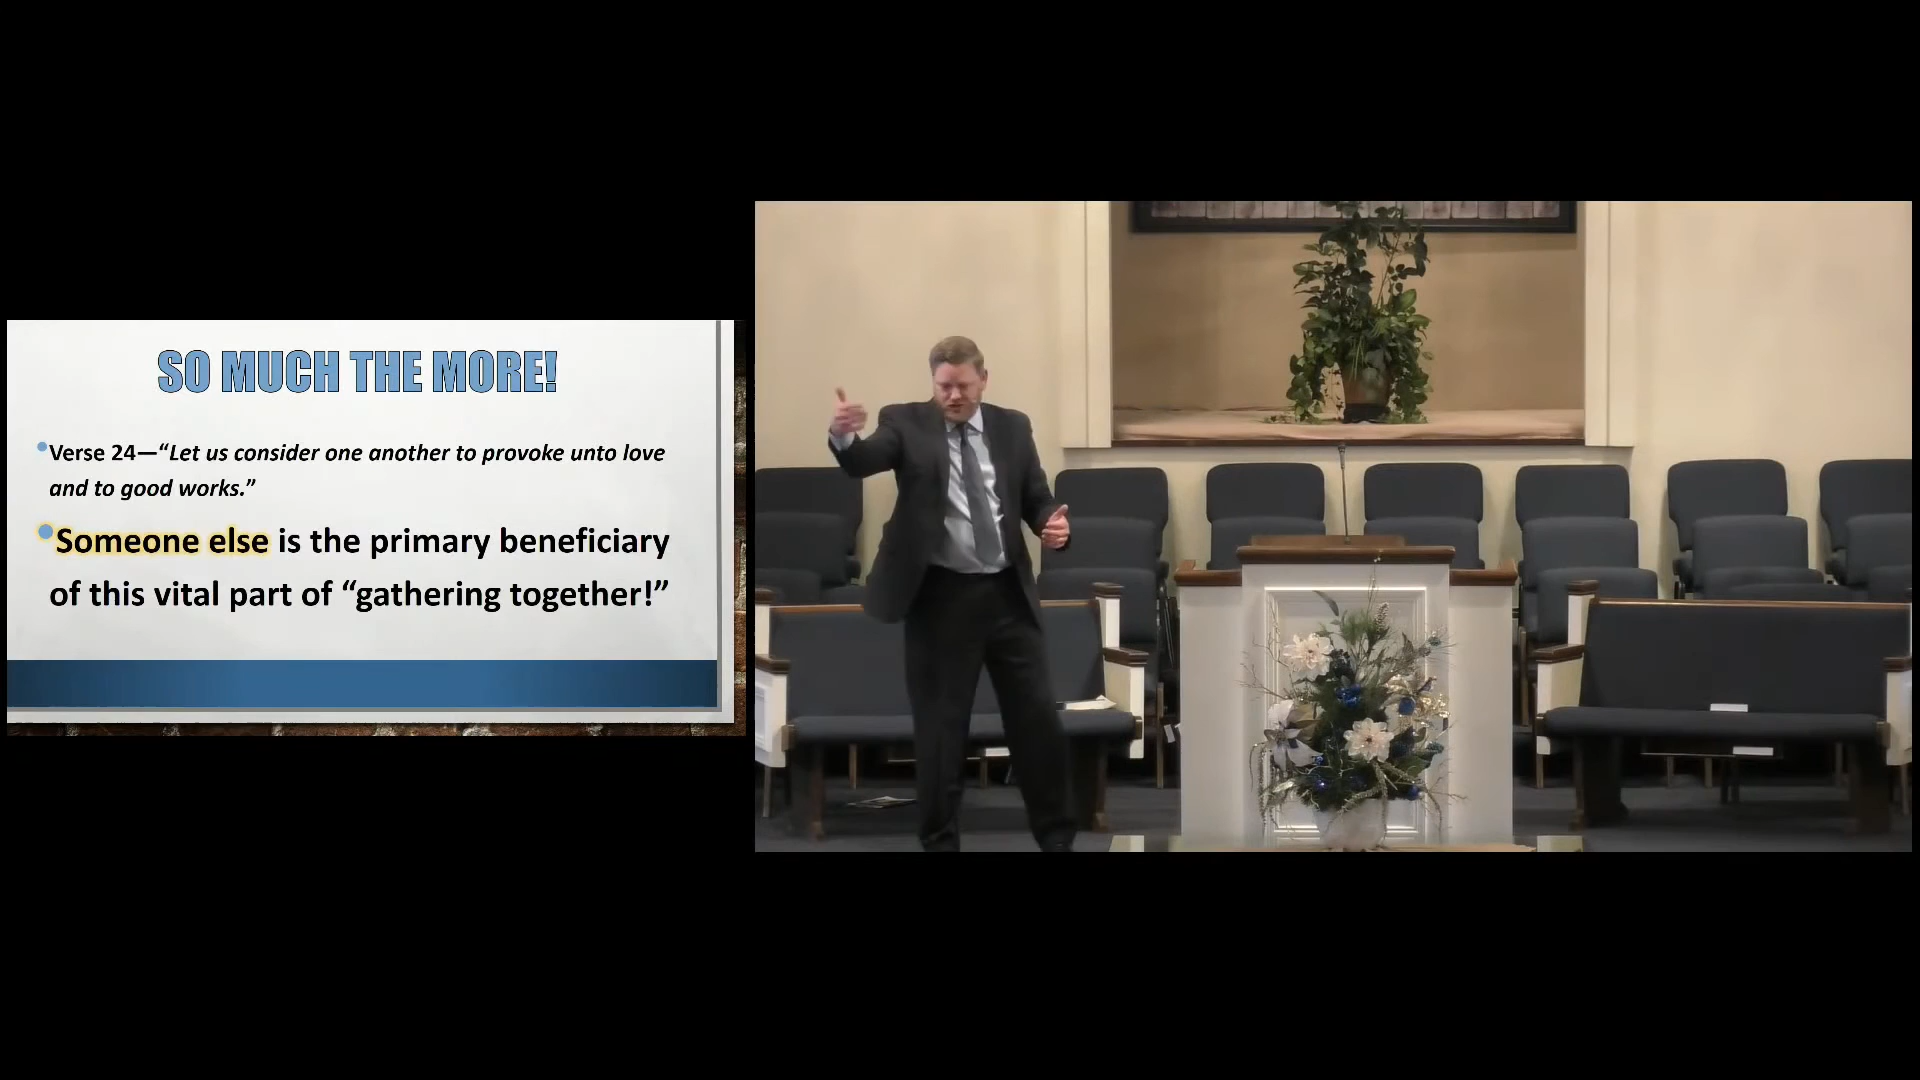 SO MUCH THE MORE!
•Verse 24—“Let us consider one another to provoke unto love
and to good works.”
•Someone else is the primary beneficiary
of this vital part of “gathering together!”